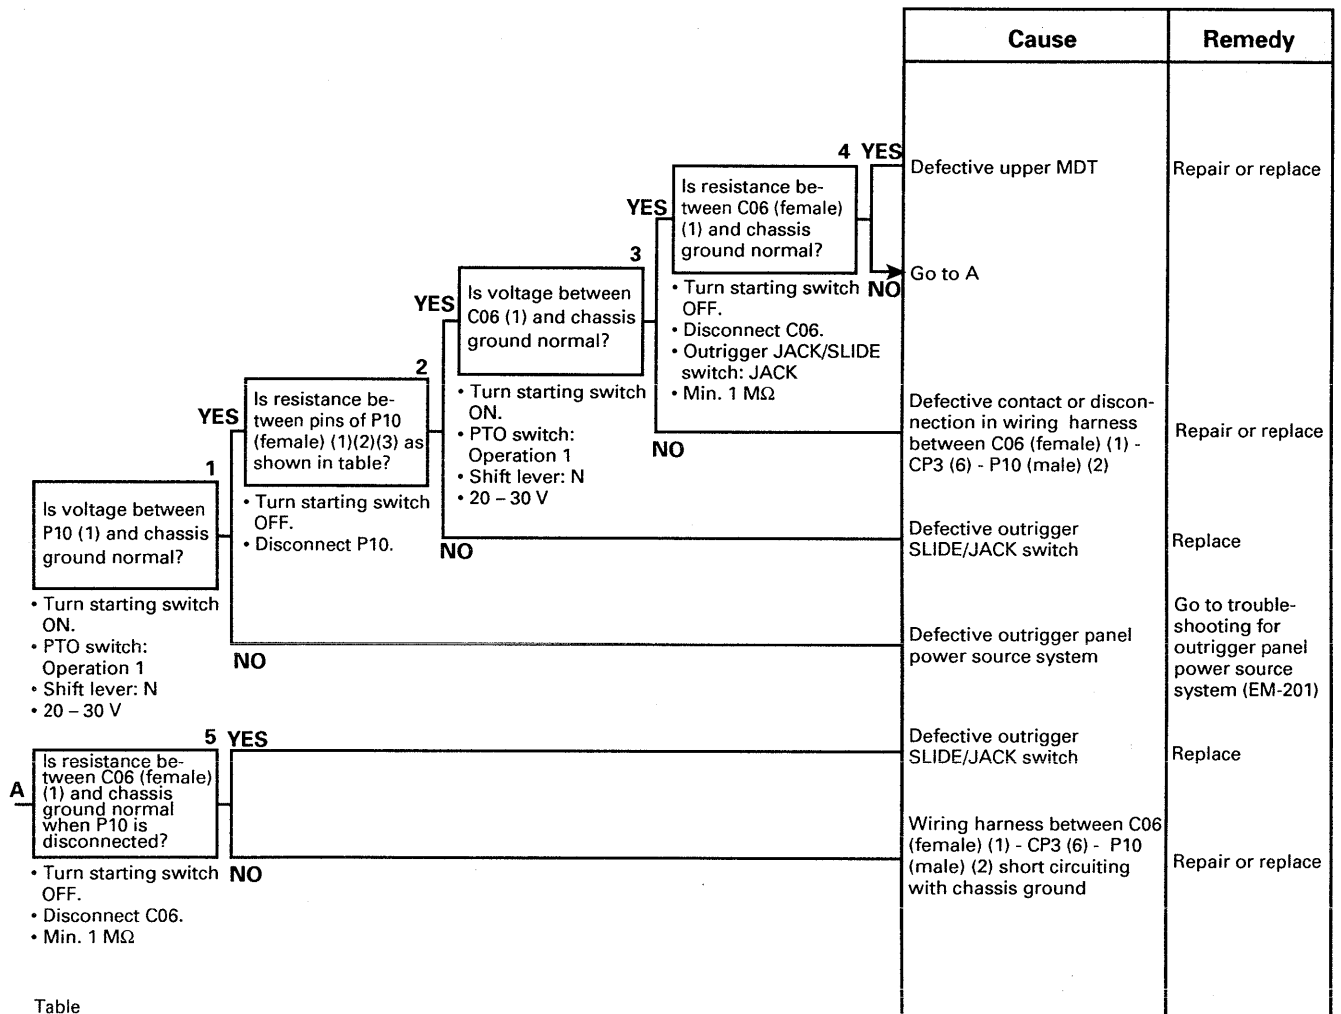 Cause
Remedy
4 YES
Is resistance be-
tween C06 (female)
(1) and chassis
ground normal?
YES
Defective upper MDT
Repair or replace
Go to A
NO
• Turn starting switch
OFF.
• Disconnect C06.
• Outrigger JACK/SLIDE
switch: JACK
• Min. 1 MΩ
3
YES
Is voltage between
C06 (1) and chassis
ground normal?
• Turn starting switch
ON.
• PTO switch:
Operation 1
• Shift lever: N
• 20 – 30 V
NO
Defective contact or discon-
nection in wiring harness
between C06 (female) (1) -
CP3 (6) - P10 (male) (2)
Repair or replace
2
YES
Is resistance be-
tween pins of P10
(female) (1)(2)(3) as
shown in table?
• Turn starting switch
OFF.
• Disconnect P10.
NO
Defective outrigger
SLIDE/JACK switch
Replace
1
Is voltage between
P10 (1) and chassis
ground normal?
• Turn starting switch
ON.
• PTO switch:
Operation 1
• Shift lever: N
• 20 – 30 V
NO
Defective outrigger panel
power source system
Go to trouble-
shooting for
outrigger panel
power source
system (EM-201)
5 YES
A
Is resistance be-
tween C06 (female)
(1) and chassis
ground normal
when P10 is
disconnected?
• Turn starting switch
OFF.
• Disconnect C06.
• Min. 1 MΩ
Defective outrigger
SLIDE/JACK switch
Replace
NO
Wiring harness between C06
(female) (1) - CP3 (6) - P10
(male) (2) short circuiting
with chassis ground
Repair or replace
Table